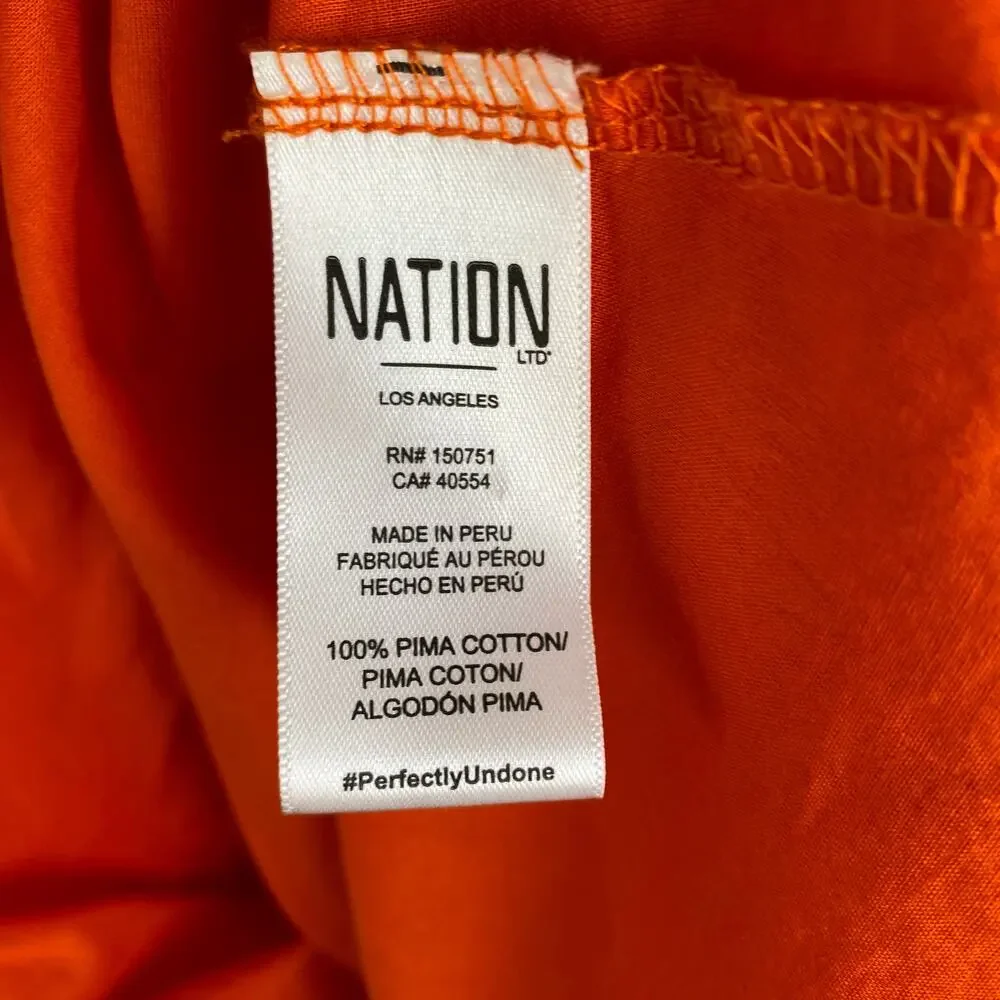 NATION
LTD®
LOS ANGELES
RN# 150751
CA# 40554
MADE IN PERU
FABRIQUÉ AU PÉROU
HECHO EN PERÚ
100% PIMA COTTON/
PIMA COTON/
ALGODÓN PIMA
#PerfectlyUndone